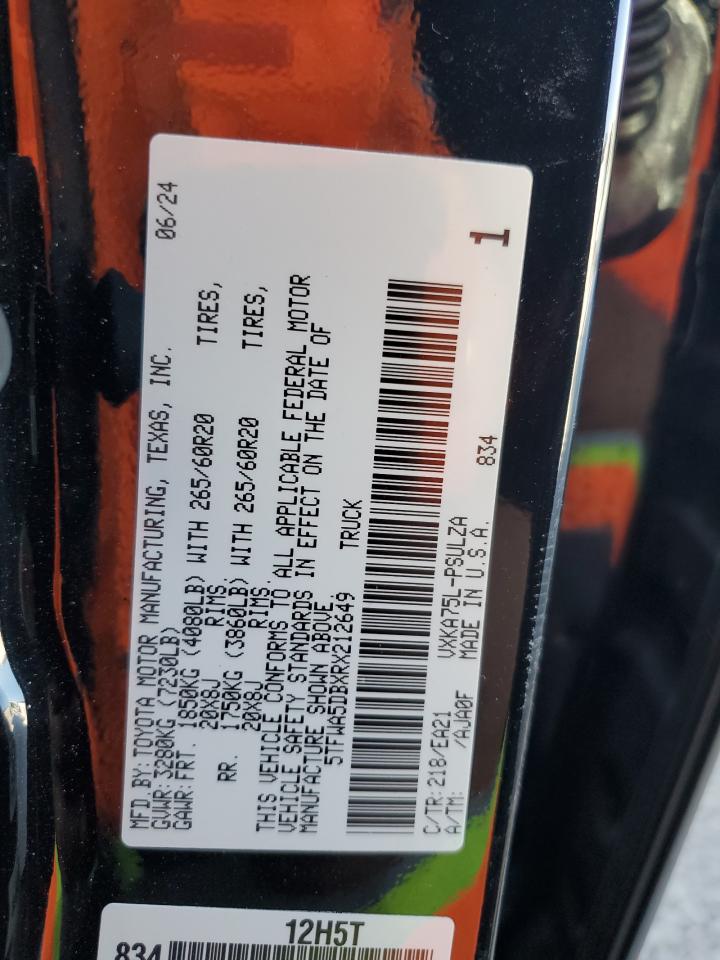 MFD. BY: TOYOTA MOTOR MANUFACTURING, TEXAS, INC. 06/24
GVWR: 3280KG (7230LB)
GAWR: FRT. 1850KG (4080LB) WITH 265/60R20 TIRES,
20X8J RIMS
RR. 1750KG (3860LB) WITH 265/60R20 TIRES,
20X8J RIMS
THIS VEHICLE CONFORMS TO ALL APPLICABLE FEDERAL MOTOR
VEHICLE SAFETY STANDARDS IN EFFECT ON THE DATE OF
MANUFACTURE SHOWN ABOVE.
5TFWA5DBXRX212649 TRUCK
C/TR: 218/EA21 VXKA75L-PSULZA
A/TM: /AJA0F MADE IN U.S.A. 834
1
12H5T
834